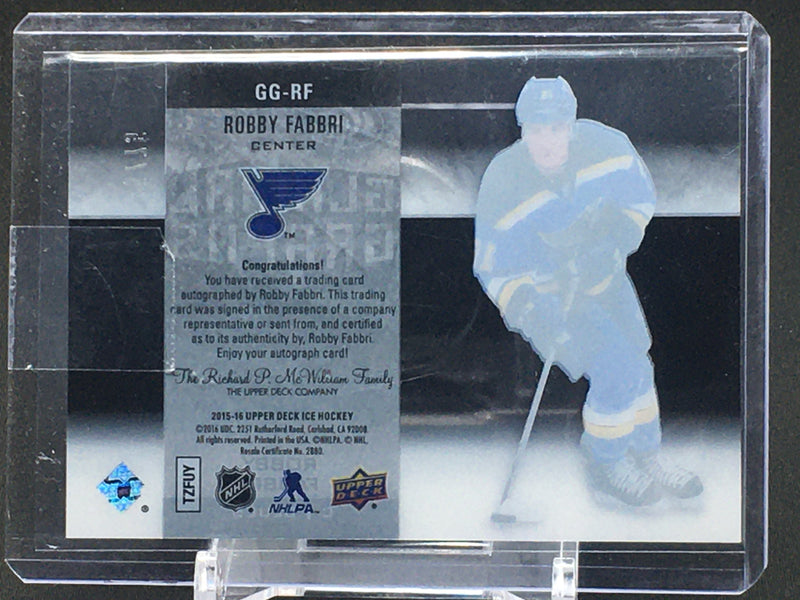 GG-RF
ROBBY FABBRI
CENTER
TM
Congratulations!
You have received a trading card
autographed by Robby Fabbri. This trading
card was signed in the presence of a company
representative or sent from, and certified
as to its authenticity by, Robby Fabbri.
Enjoy your autograph card!
The Richard P. McWilliam Family
THE UPPER DECK COMPANY
2015-16 UPPER DECK ICE HOCKEY
©2016 UDC. 2251 Rutherford Road, Carlsbad, CA 92008.
All rights reserved. Printed in the USA. ©NHLPA. © NHL.
Resale Certificate No. 2880.
TZFUY
NHL
NHLPA
UPPER DECK